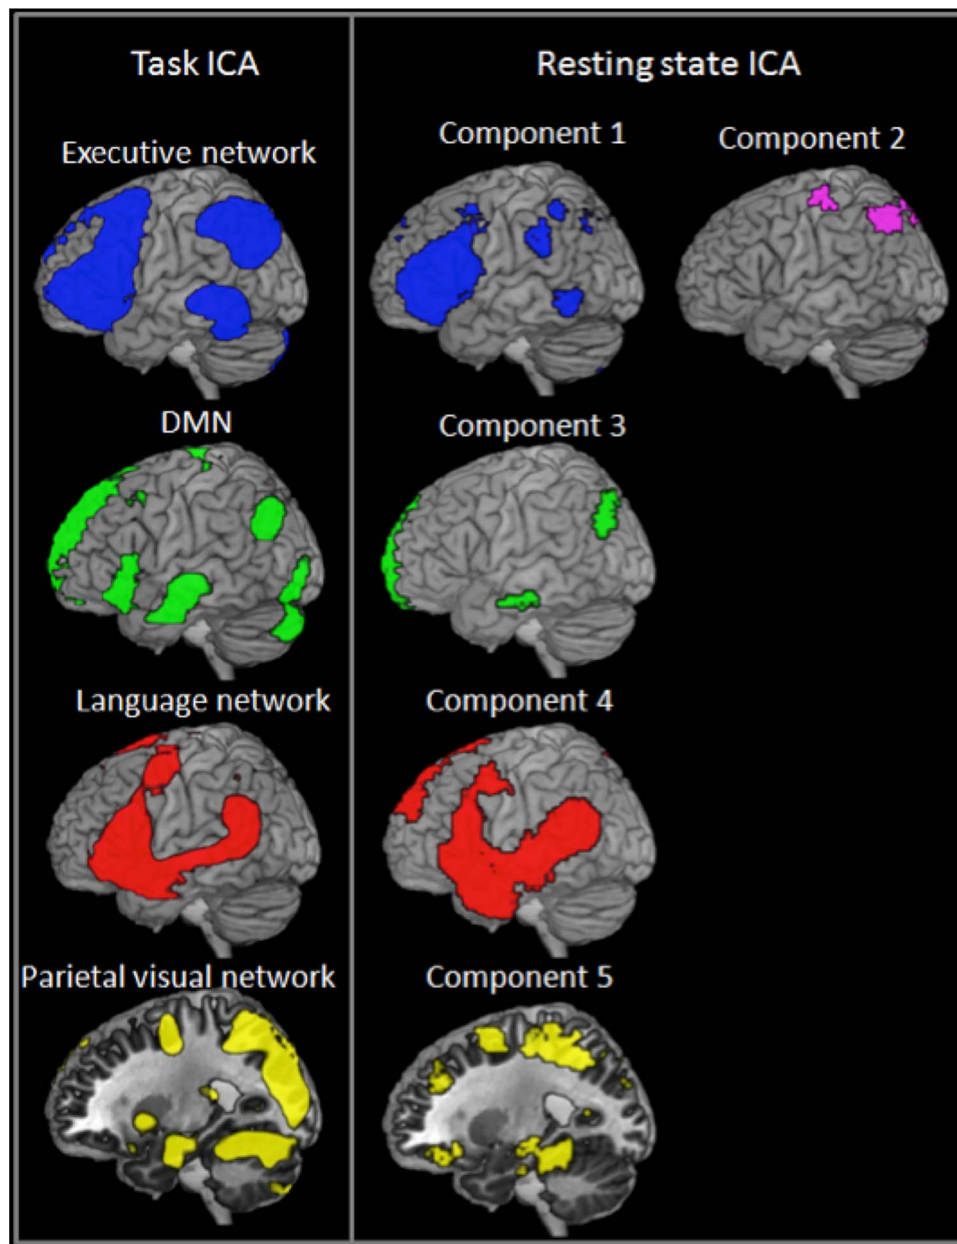 Task ICA
Resting state ICA
Executive network
Component 1
Component 2
DMN
Component 3
Language network
Component 4
Parietal visual network
Component 5